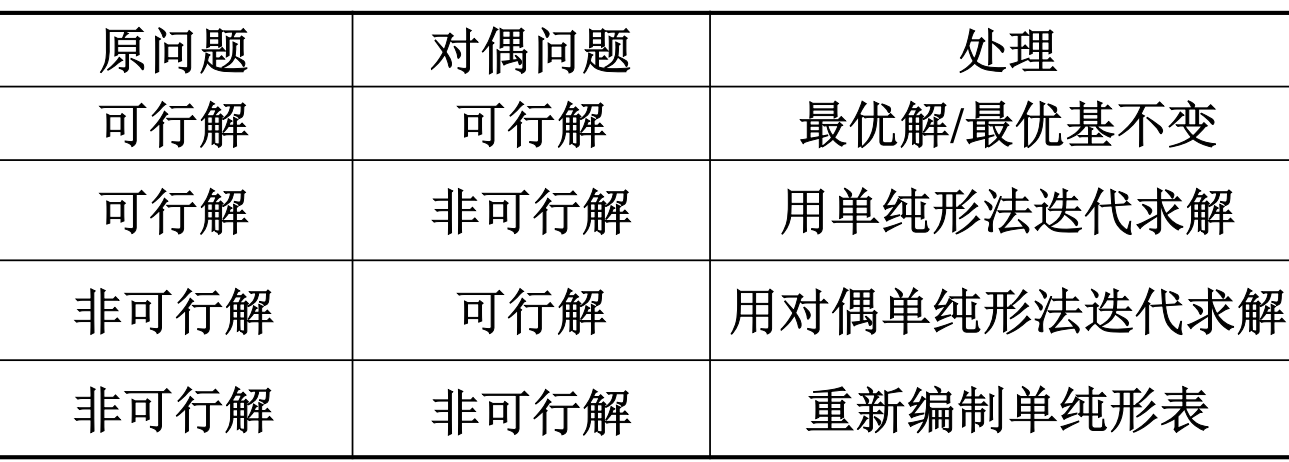 原问题 对偶问题 处理
可行解 可行解 最优解/最优基不变
可行解 非可行解 用单纯形法迭代求解
非可行解 可行解 用对偶单纯形法迭代求解
非可行解 非可行解 重新编制单纯形表